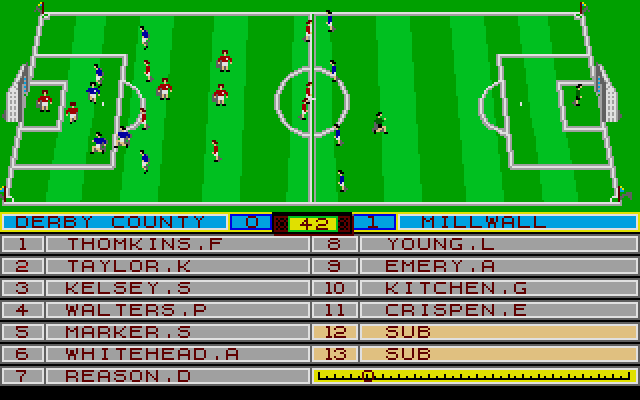 DERBY COUNTY 0 42 1 MILLWALL
1 THOMKINS.F 8 YOUNG.L
2 TAYLOR.K 9 EMERY.A
3 KELSEY.S 10 KITCHEN.G
4 WALTERS.P 11 CRISPEN.E
5 MARKER.S 12 SUB
6 WHITEHEAD.A 13 SUB
7 REASON.D